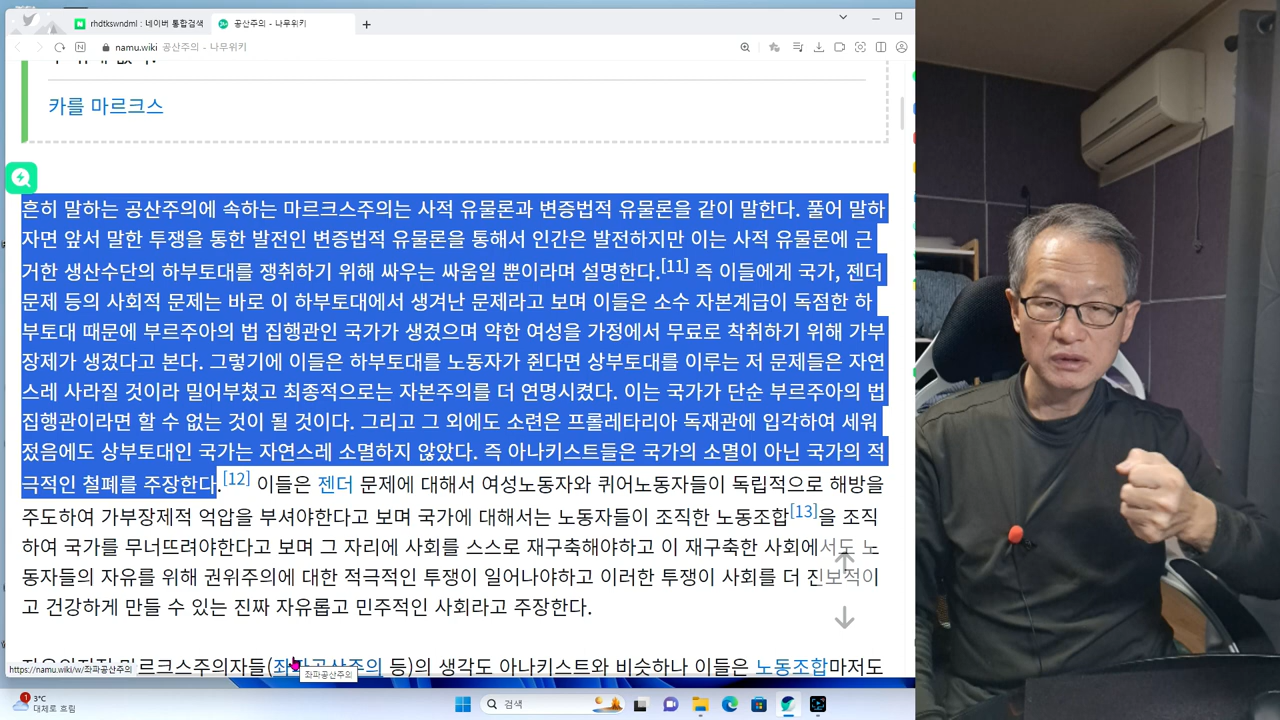 rhdtkswndml : 네이버 통합검색
공산주의 - 나무위키
namu.wiki 공산주의 - 나무위키
카를 마르크스
흔히 말하는 공산주의에 속하는 마르크스주의는 사적 유물론과 변증법적 유물론을 같이 말한다. 풀어 말하
자면 앞서 말한 투쟁을 통한 발전인 변증법적 유물론을 통해서 인간은 발전하지만 이는 사적 유물론에 근
거한 생산수단의 하부토대를 쟁취하기 위해 싸우는 싸움일 뿐이라며 설명한다.[11] 즉 이들에게 국가, 젠더
문제 등의 사회적 문제는 바로 이 하부토대에서 생겨난 문제라고 보며 이들은 소수 자본계급이 독점한 하
부토대 때문에 부르주아의 법 집행관인 국가가 생겼으며 약한 여성을 가정에서 무료로 착취하기 위해 가부
장제가 생겼다고 본다. 그렇기에 이들은 하부토대를 노동자가 쥔다면 상부토대를 이루는 저 문제들은 자연
스레 사라질 것이라 밀어부쳤고 최종적으로는 자본주의를 더 연명시켰다. 이는 국가가 단순 부르주아의 법
집행관이라면 할 수 없는 것이 될 것이다. 그리고 그 외에도 소련은 프롤레타리아 독재관에 입각하여 세워
졌음에도 상부토대인 국가는 자연스레 소멸하지 않았다. 즉 아나키스트들은 국가의 소멸이 아닌 국가의 적
극적인 철폐를 주장한다.[12] 이들은 젠더 문제에 대해서 여성노동자와 퀴어노동자들이 독립적으로 해방을
주도하여 가부장제적 억압을 부셔야한다고 보며 국가에 대해서는 노동자들이 조직한 노동조합[13]을 조직
하여 국가를 무너뜨려야한다고 보며 그 자리에 사회를 스스로 재구축해야하고 이 재구축한 사회에서도 노
동자들의 자유를 위해 권위주의에 대한 적극적인 투쟁이 일어나야하고 이러한 투쟁이 사회를 더 진보적이
고 건강하게 만들 수 있는 진짜 자유롭고 민주적인 사회라고 주장한다.
마르크스주의자들(좌파공산주의 등)의 생각도 아나키스트와 비슷하나 이들은 노동조합마저도
https://namu.wiki/w/좌파공산주의
좌파공산주의
1
3°C
대체로 흐림
검색